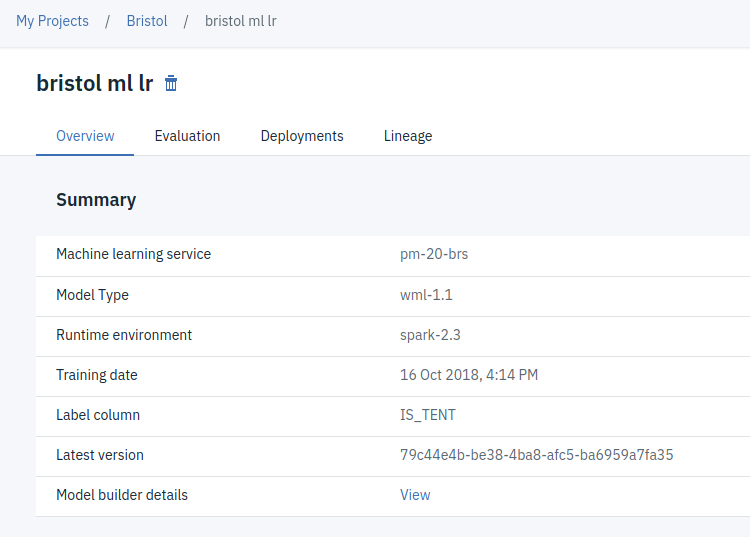 My Projects / Bristol / bristol ml lr
bristol ml lr
Overview Evaluation Deployments Lineage
Summary
Machine learning service pm-20-brs
Model Type wml-1.1
Runtime environment spark-2.3
Training date 16 Oct 2018, 4:14 PM
Label column IS_TENT
Latest version 79c44e4b-be38-4ba8-afc5-ba6959a7fa35
Model builder details View